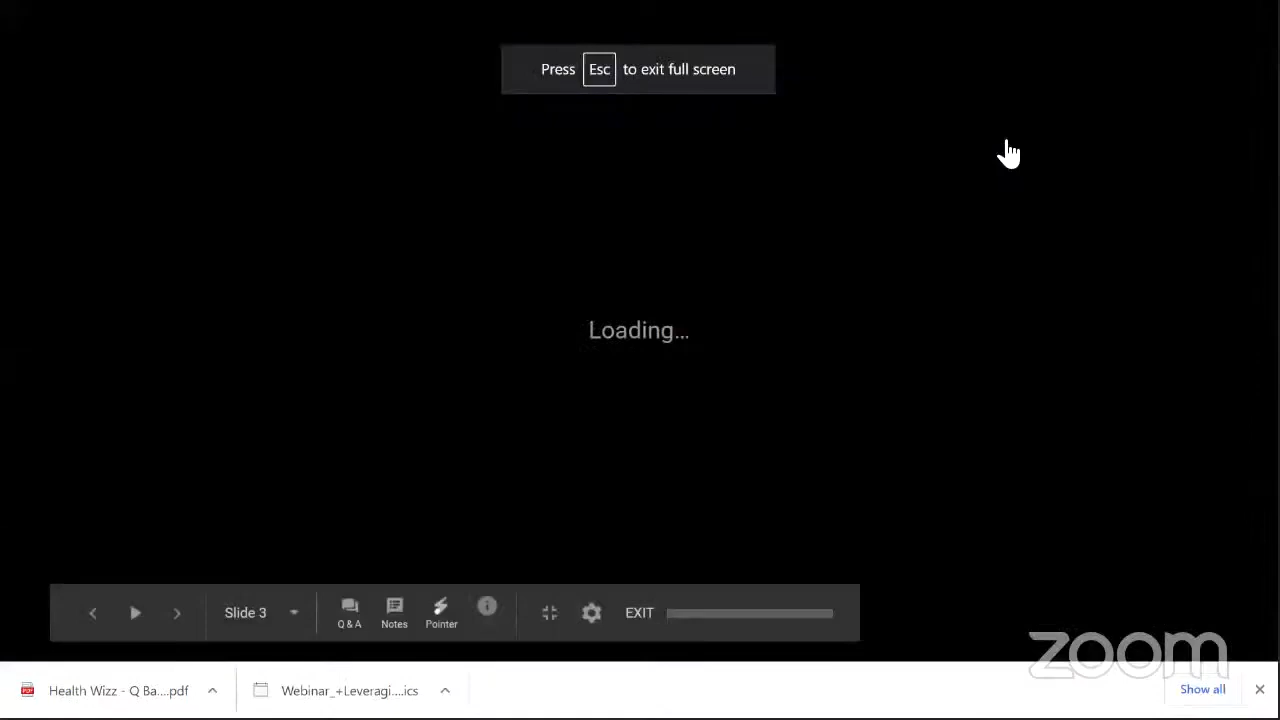 Press Esc to exit full screen
Loading...
Slide 3
Q & A
Notes
Pointer
EXIT
zoom
Health Wizz - Q Ba....pdf
Webinar_+Leveragi....ics
Show all